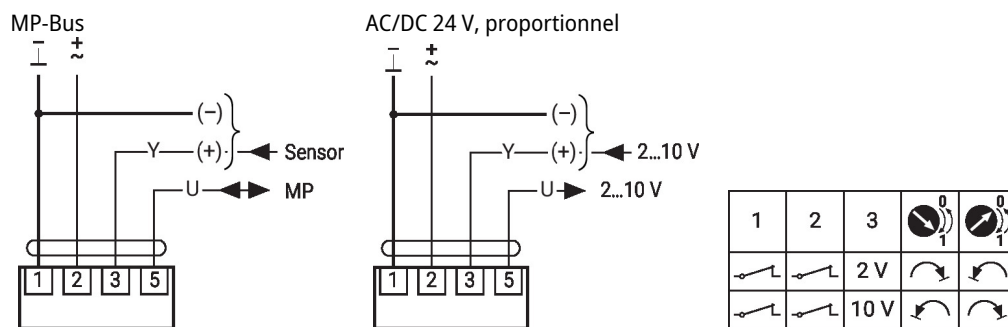 MP-Bus
AC/DC 24 V, proportionnel
– +
⊥ ~
– +
⊥ ~
(–)
Y (+) Sensor
U MP
1 2 3 5
(–)
Y (+) 2...10 V
U 2...10 V
1 2 3 5
1 2 3 0 1 0 1
2 V
10 V